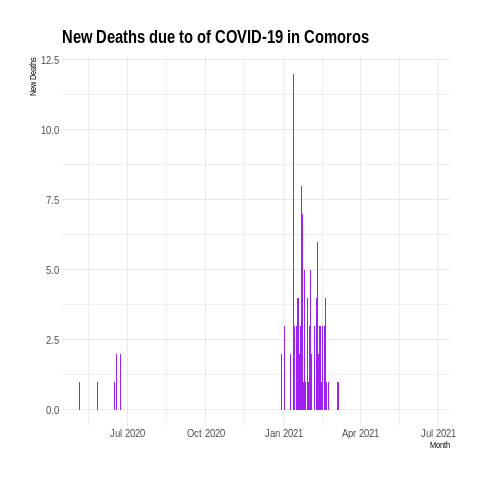 New Deaths due to of COVID-19 in Comoros
New Deaths
12.5
10.0
7.5
5.0
2.5
0.0
Jul 2020 Oct 2020 Jan 2021 Apr 2021 Jul 2021
Month